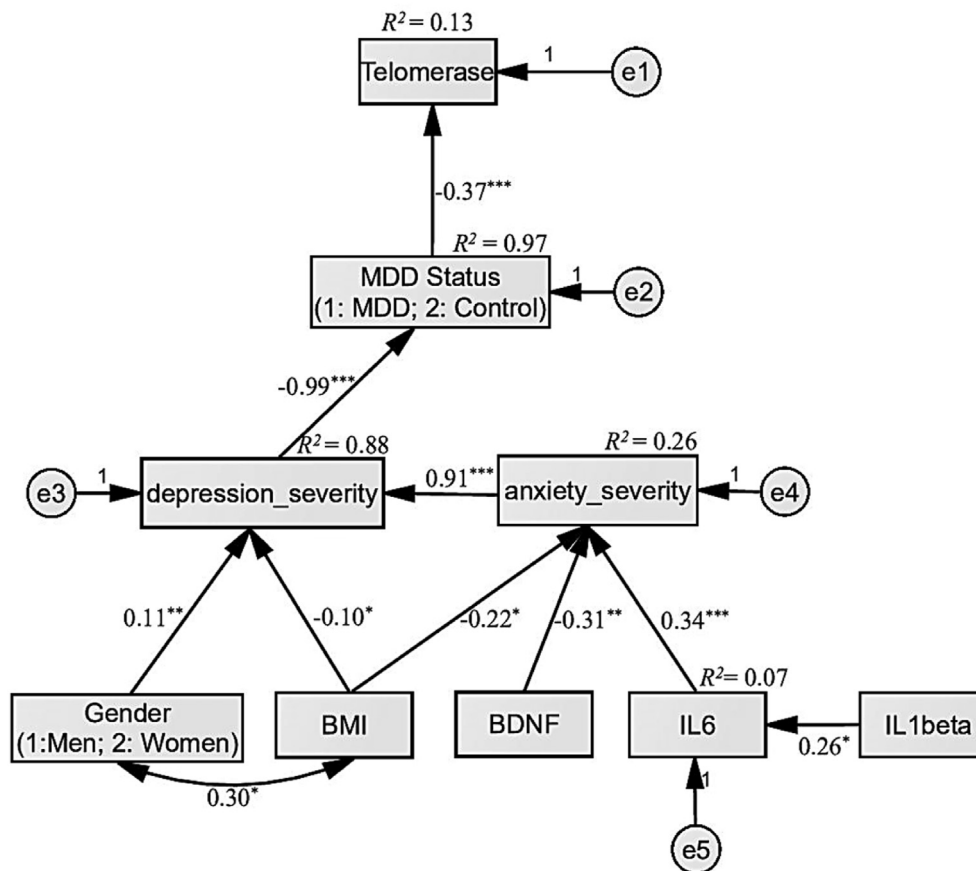 R² = 0.13
Telomerase
1
e1
-0.37***
R² = 0.97
MDD Status
(1: MDD; 2: Control)
1
e2
-0.99***
R² = 0.88
R² = 0.26
e3
1
depression_severity
0.91***
anxiety_severity
1
e4
0.11**
-0.10*
-0.22*
-0.31**
0.34***
R²= 0.07
Gender
(1:Men; 2: Women)
BMI
BDNF
IL6
0.26*
IL1beta
0.30*
1
e5